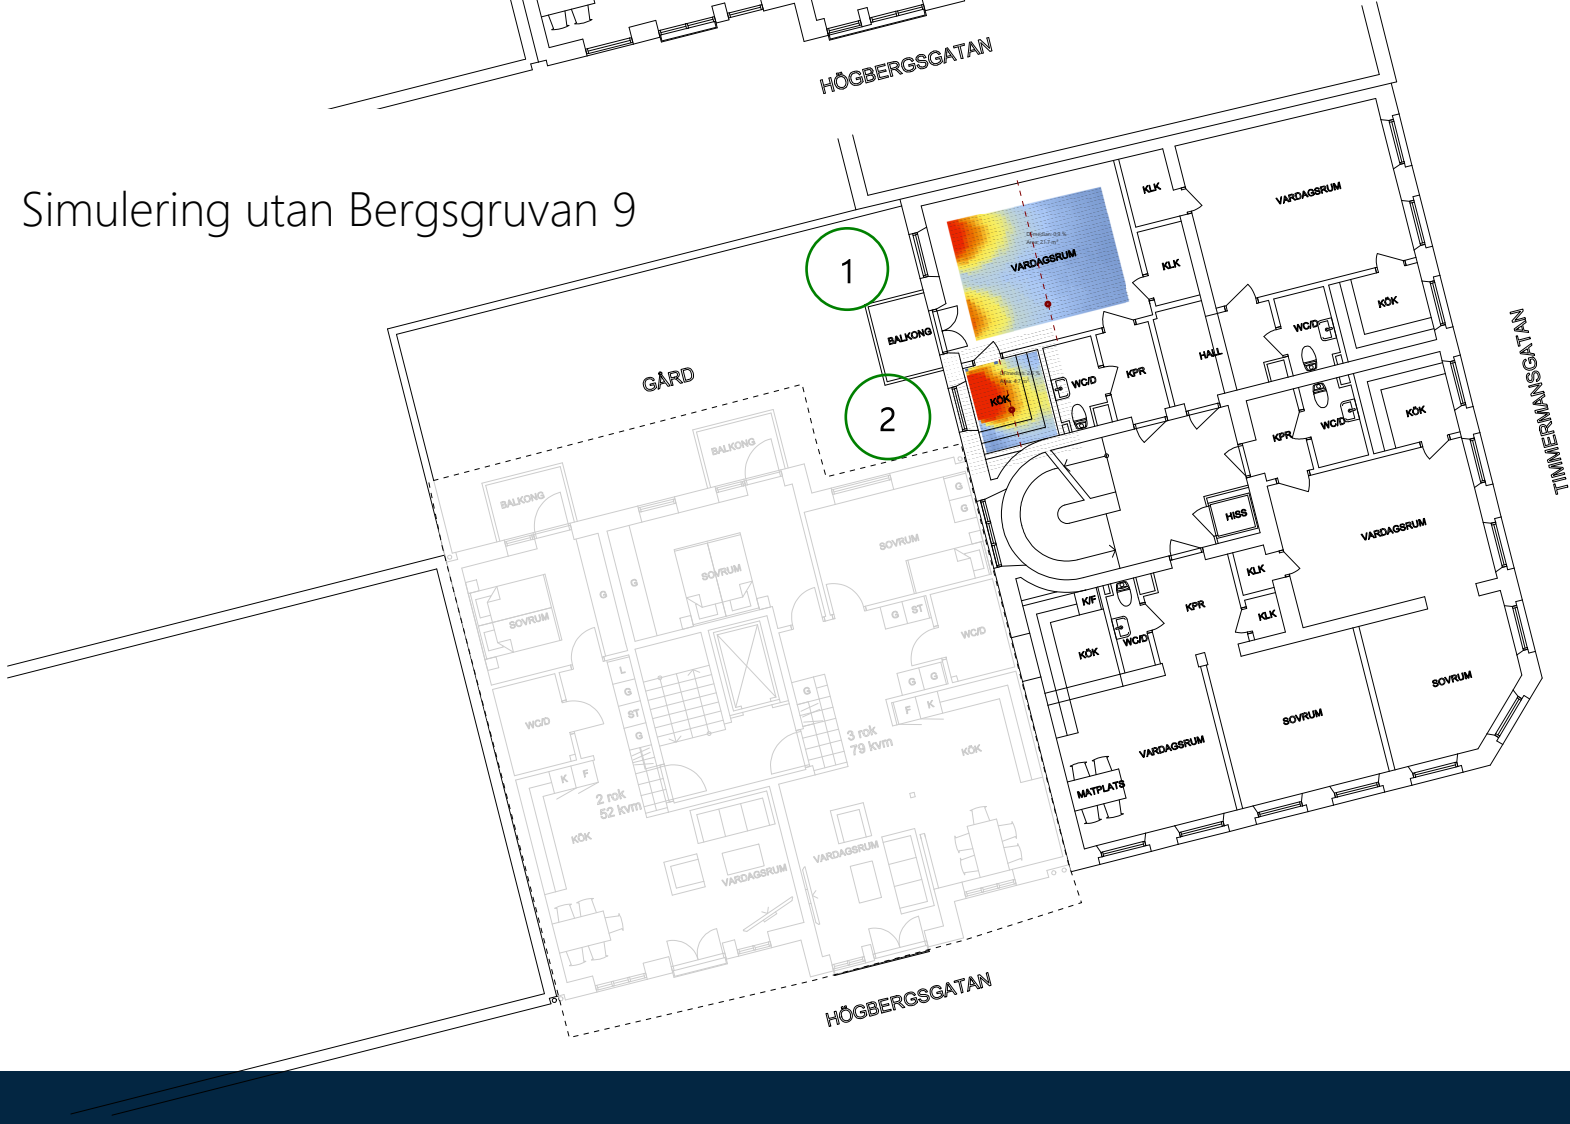 HÖGBERGSGATAN
Simulering utan Bergsgruvan 9
KLK
VARDAGSRUM
1
VARDAGSRUM
KLK
KÖK
BALKONG
WC/D
HALL
GÅRD
TIMMERMANSGATAN
KPR
WC/D
2
KÖK
KÖK
KPR
WC/D
BALKONG
BALKONG
G
G
HISS
VARDAGSRUM
SOVRUM
SOVRUM
G
G
KLK
K/F
KPR
KLK
SOVRUM
G
ST
WC/D
WC/D
KÖK
L
G
G
G
G
ST
G
F
K
SOVRUM
SOVRUM
WC/D
3 rok
79 kvm
KÖK
VARDAGSRUM
K
F
2 rok
52 kvm
MATPLATS
KÖK
VARDAGSRUM
VARDAGSRUM
HÖGBERGSGATAN